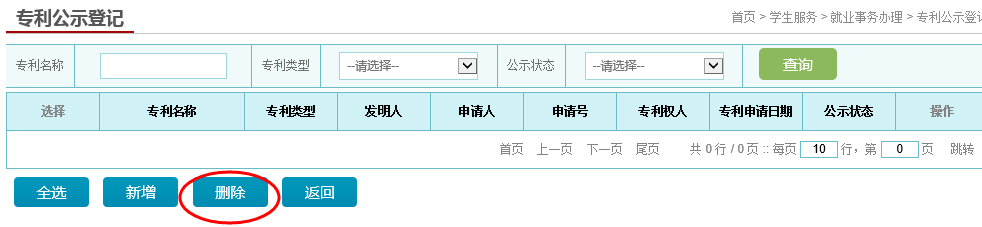 专利公示登记
首页 > 学生服务 > 就业事务办理 > 专利公示登记
专利名称 专利类型 --请选择-- 公示状态 --请选择-- 查询
选择 专利名称 专利类型 发明人 申请人 申请号 专利权人 专利申请日期 公示状态 操作
首页 上一页 下一页 尾页 共 0 行 / 0 页 :: 每页 10 行，第 0 页 跳转
全选 新增 删除 返回